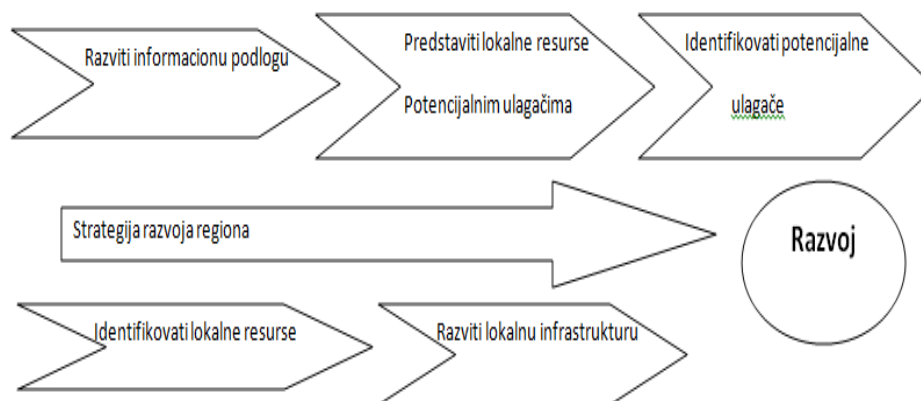 Razviti informacionu podlogu
Predstaviti lokalne resurse
Potencijalnim ulagačima
Identifikovati potencijalne
ulagače
Strategija razvoja regiona
Razvoj
Identifikovati lokalne resurse
Razviti lokalnu infrastrukturu